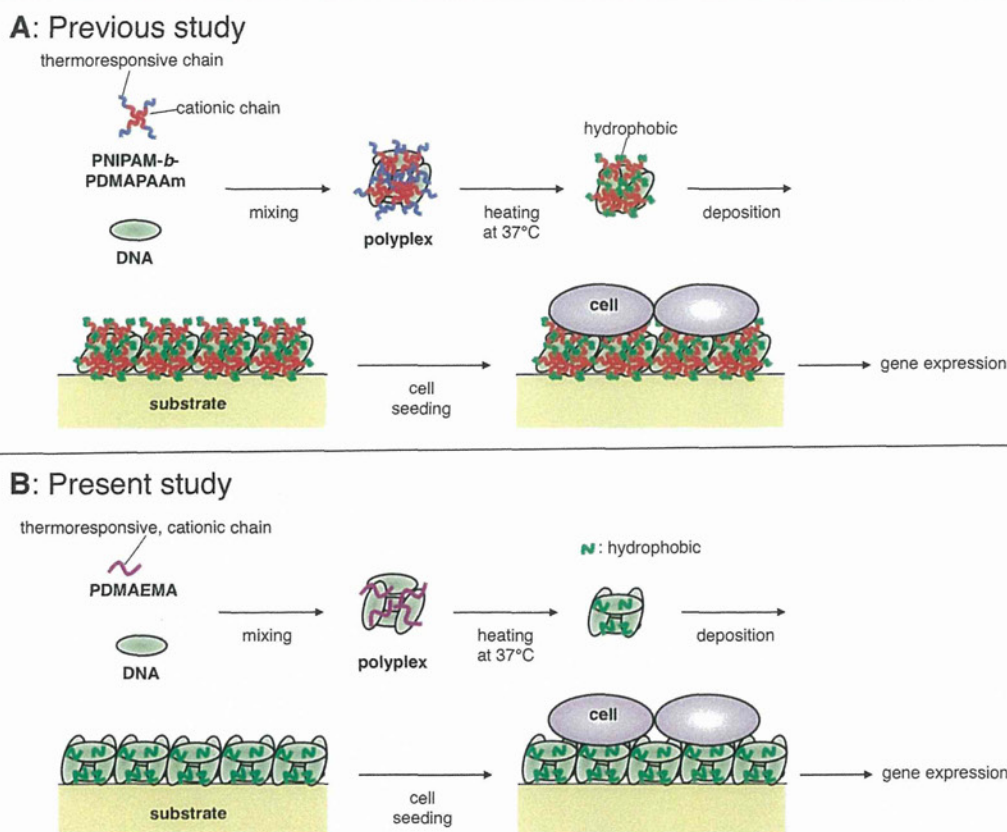 A: Previous study
thermoresponsive chain
cationic chain
PNIPAM-b-
PDMAPAAm
DNA
mixing
polyplex
heating
at 37°C
hydrophobic
deposition
substrate
cell
seeding
cell
gene expression
B: Present study
thermoresponsive, cationic chain
PDMAEMA
DNA
mixing
polyplex
heating
at 37°C
N: hydrophobic
deposition
substrate
cell
seeding
cell
gene expression